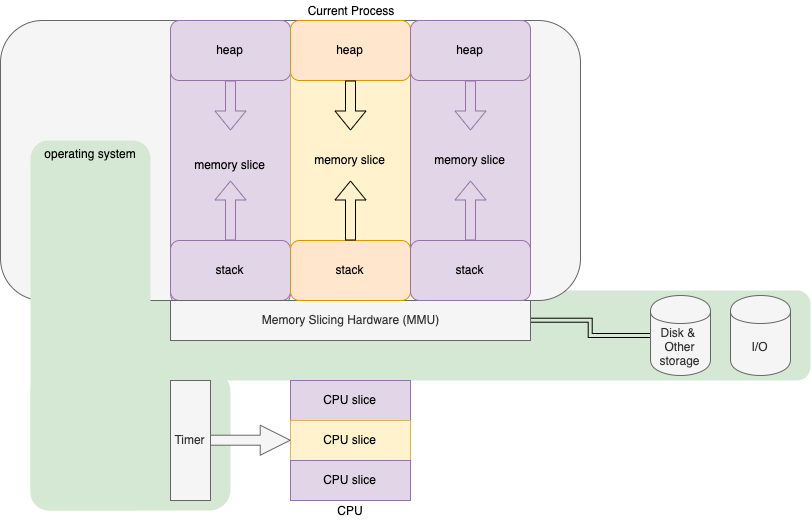 Current Process
heap
heap
heap
operating system
memory slice
memory slice
memory slice
stack
stack
stack
Memory Slicing Hardware (MMU)
Disk &
Other
storage
I/O
CPU slice
Timer
CPU slice
CPU slice
CPU